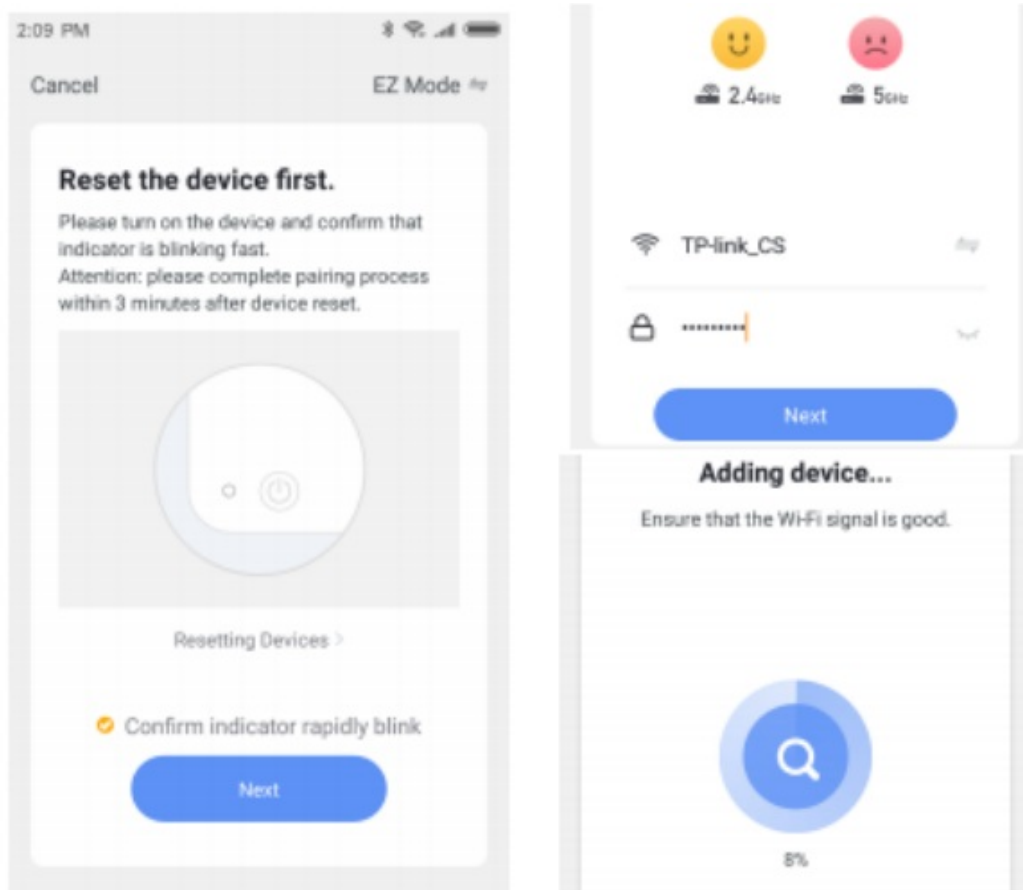 2:09 PM
Cancel
EZ Mode
Reset the device first.
Please turn on the device and confirm that
indicator is blinking fast.
Attention: please complete pairing process
within 3 minutes after device reset.
Resetting Devices >
Confirm indicator rapidly blink
Next
2.4GHz
5GHz
TP-link_CS
•••••••••
Next
Adding device...
Ensure that the Wi-Fi signal is good.
8%